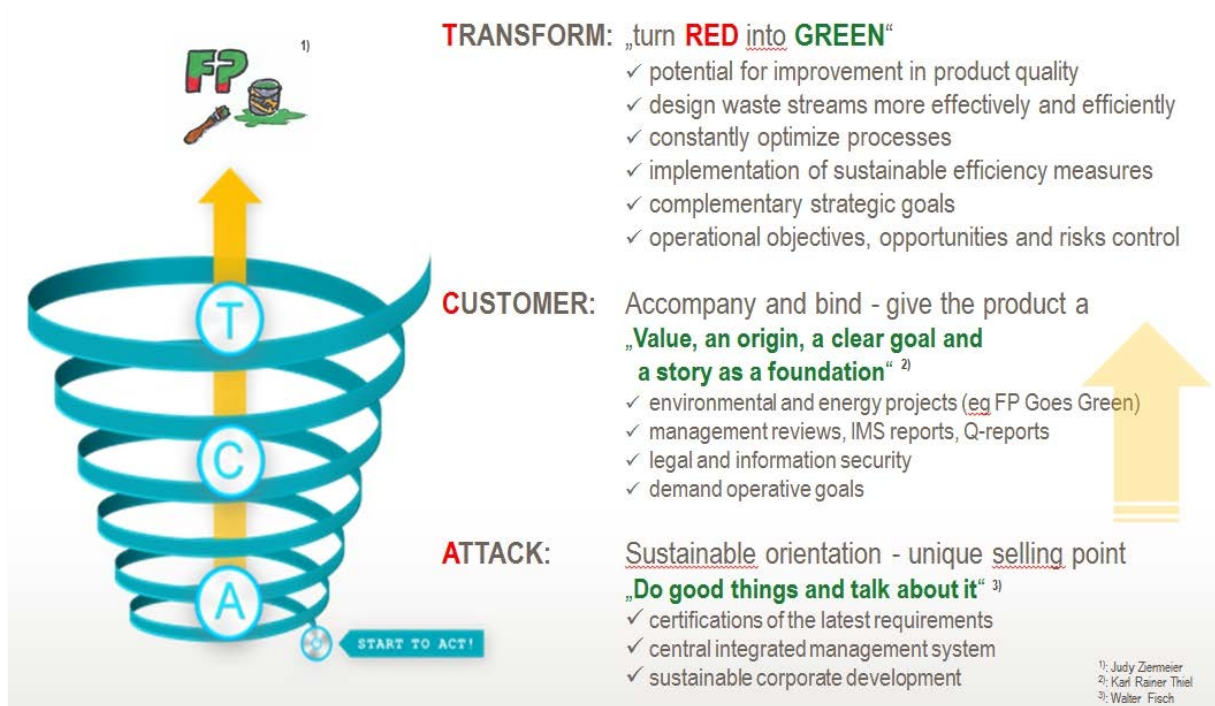 FP
1)
TRANSFORM: „turn RED into GREEN“
✓ potential for improvement in product quality
✓ design waste streams more effectively and efficiently
✓ constantly optimize processes
✓ implementation of sustainable efficiency measures
✓ complementary strategic goals
✓ operational objectives, opportunities and risks control
T
CUSTOMER: Accompany and bind - give the product a
„Value, an origin, a clear goal and
a story as a foundation“ 2)
✓ environmental and energy projects (eg FP Goes Green)
✓ management reviews, IMS reports, Q-reports
✓ legal and information security
✓ demand operative goals
C
ATTACK: Sustainable orientation - unique selling point
„Do good things and talk about it“ 3)
✓ certifications of the latest requirements
✓ central integrated management system
✓ sustainable corporate development
A
START TO ACT!
1): Judy Ziermeier
2): Karl Rainer Thiel
3): Walter Fisch